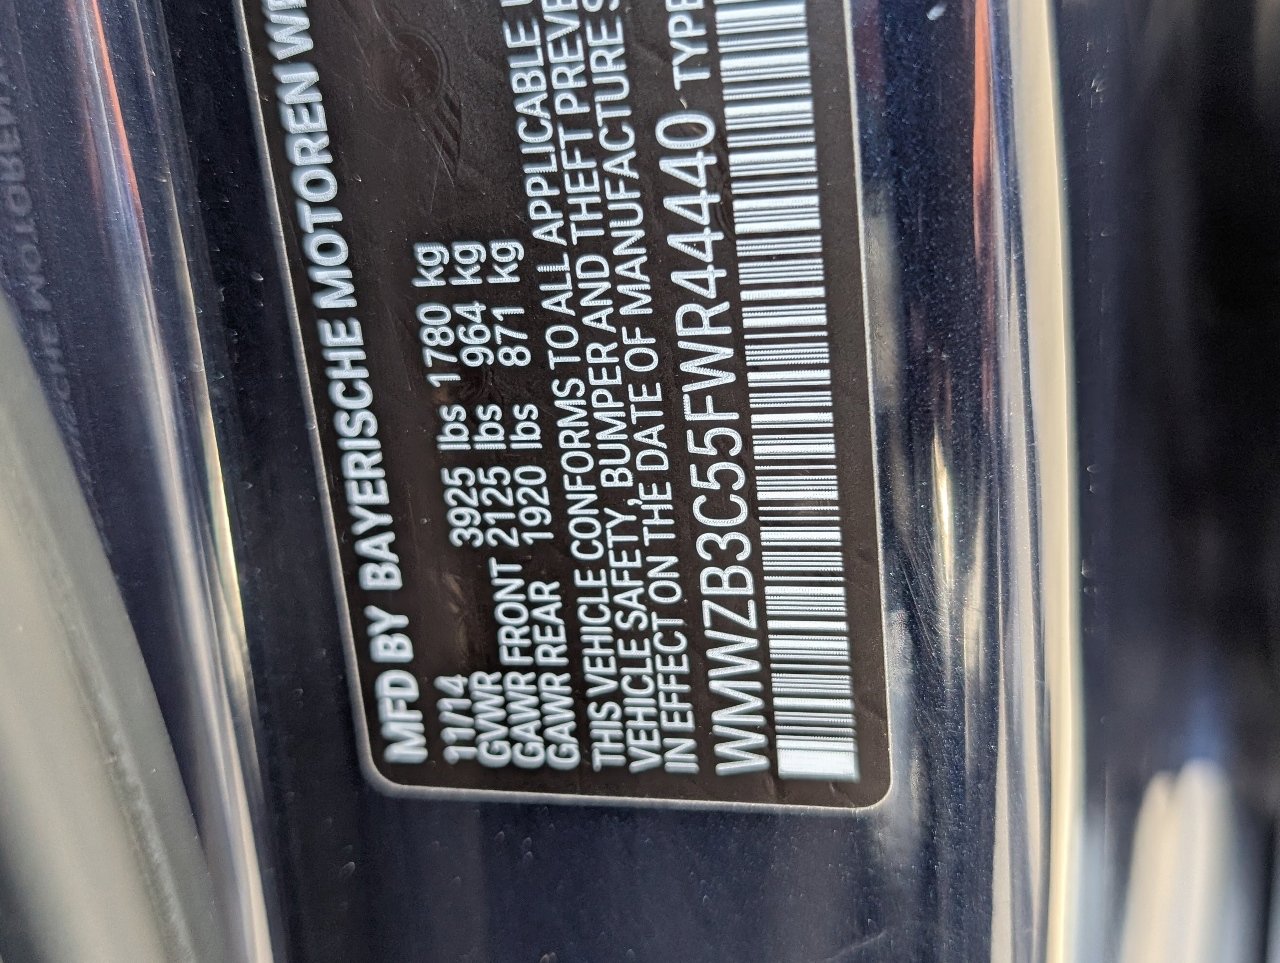 MFD BY BAYERISCHE MOTOREN
11/14
GVWR 3925 lbs 1780 kg
GAWR FRONT 2125 lbs 964 kg
GAWR REAR 1920 lbs 871 kg
THIS VEHICLE CONFORMS TO ALL APPLICABLE
VEHICLE SAFETY, BUMPER AND THEFT PREVE
IN EFFECT ON THE DATE OF MANUFACTURE
WMWZB3C55FWR44440 TYPE